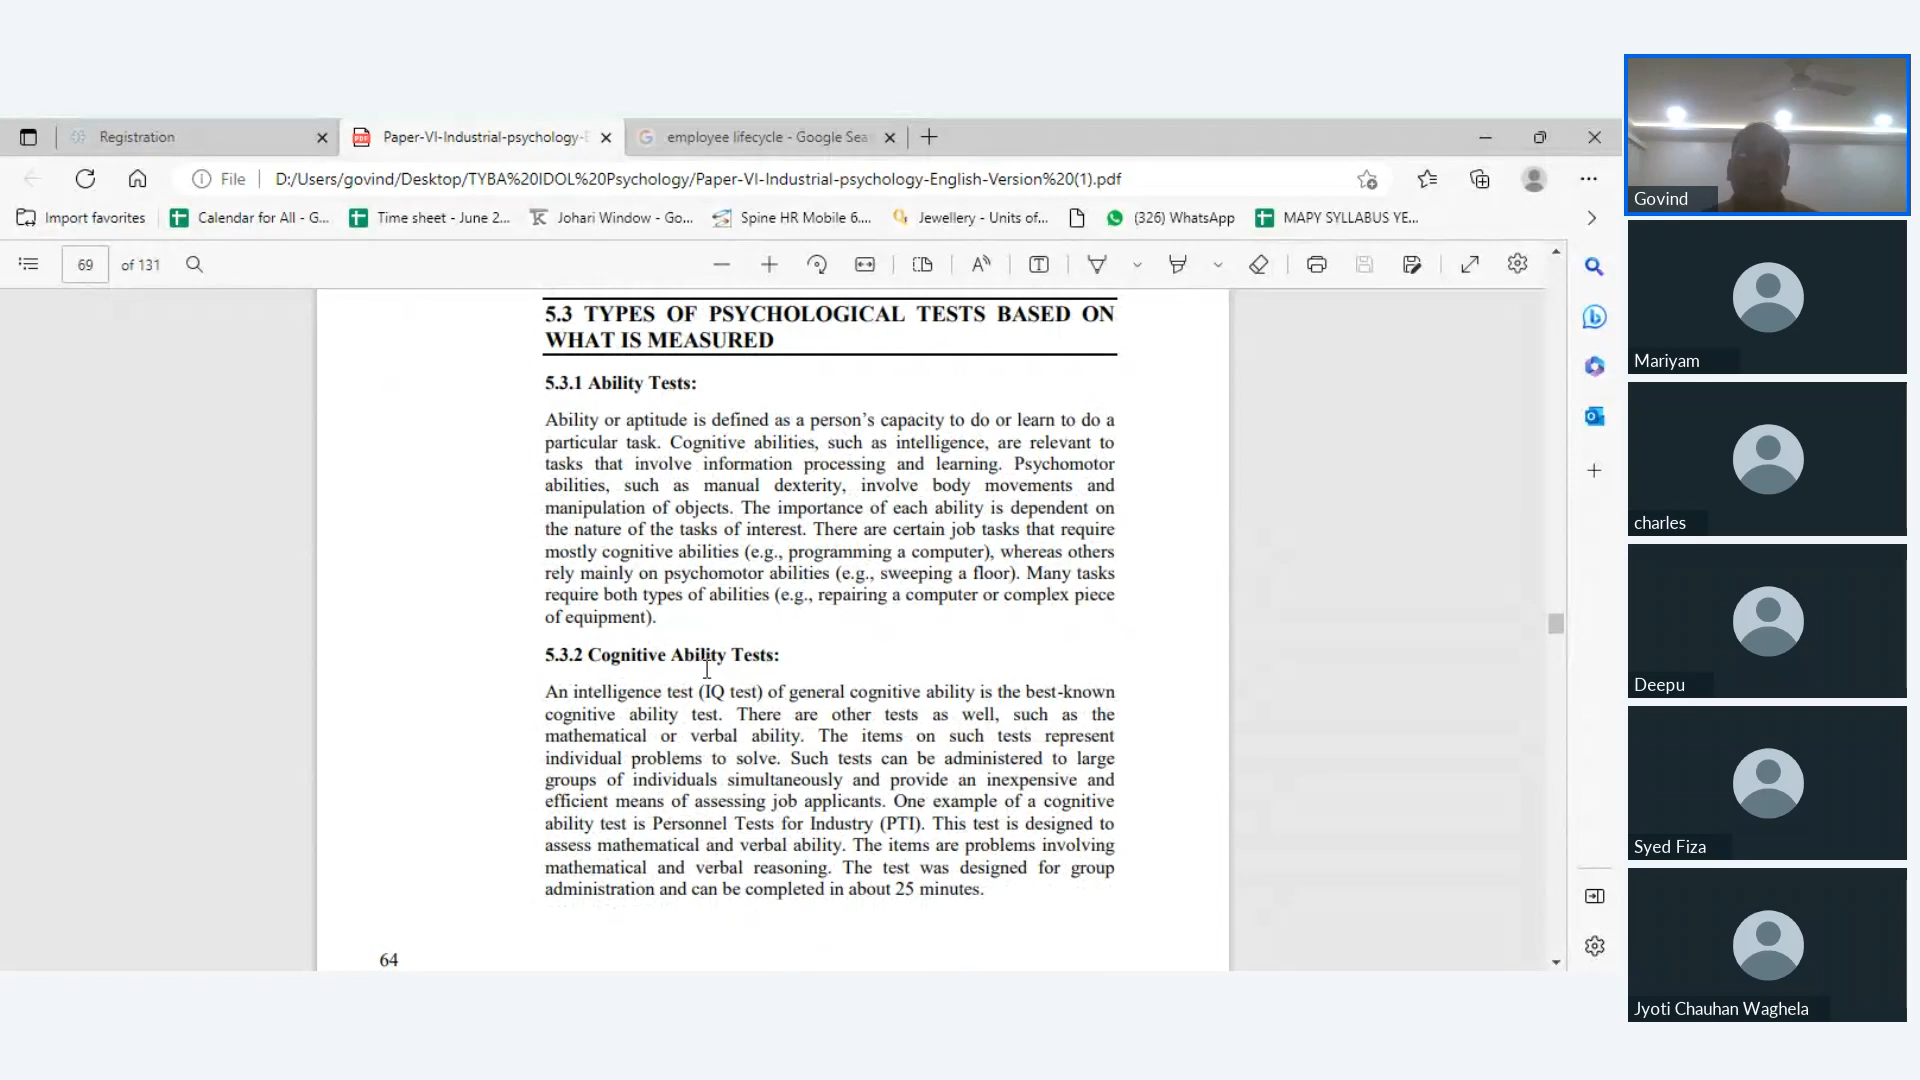 Registration
Paper-VI-Industrial-psychology-E
employee lifecycle - Google Sea
File
D:/Users/govind/Desktop/TYBA%20IDOL%20Psychology/Paper-VI-Industrial-psychology-English-Version%20(1).pdf
Import favorites
Calendar for All - G...
Time sheet - June 2...
Johari Window - Go...
Spine HR Mobile 6....
Jewellery - Units of...
(326) WhatsApp
MAPY SYLLABUS YE...
69 of 131
5.3 TYPES OF PSYCHOLOGICAL TESTS BASED ON
WHAT IS MEASURED
5.3.1 Ability Tests:
Ability or aptitude is defined as a person's capacity to do or learn to do a
particular task. Cognitive abilities, such as intelligence, are relevant to
tasks that involve information processing and learning. Psychomotor
abilities, such as manual dexterity, involve body movements and
manipulation of objects. The importance of each ability is dependent on
the nature of the tasks of interest. There are certain job tasks that require
mostly cognitive abilities (e.g., programming a computer), whereas others
rely mainly on psychomotor abilities (e.g., sweeping a floor). Many tasks
require both types of abilities (e.g., repairing a computer or complex piece
of equipment).
5.3.2 Cognitive Ability Tests:
An intelligence test (IQ test) of general cognitive ability is the best-known
cognitive ability test. There are other tests as well, such as the
mathematical or verbal ability. The items on such tests represent
individual problems to solve. Such tests can be administered to large
groups of individuals simultaneously and provide an inexpensive and
efficient means of assessing job applicants. One example of a cognitive
ability test is Personnel Tests for Industry (PTI). This test is designed to
assess mathematical and verbal ability. The items are problems involving
mathematical and verbal reasoning. The test was designed for group
administration and can be completed in about 25 minutes.
64
Govind
Mariyam
charles
Deepu
Syed Fiza
Jyoti Chauhan Waghela